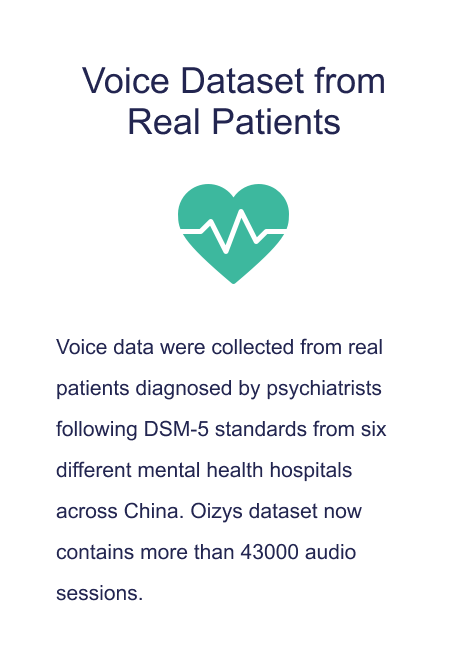 Voice Dataset from
Real Patients
Voice data were collected from real
patients diagnosed by psychiatrists
following DSM-5 standards from six
different mental health hospitals
across China. Oizys dataset now
contains more than 43000 audio
sessions.